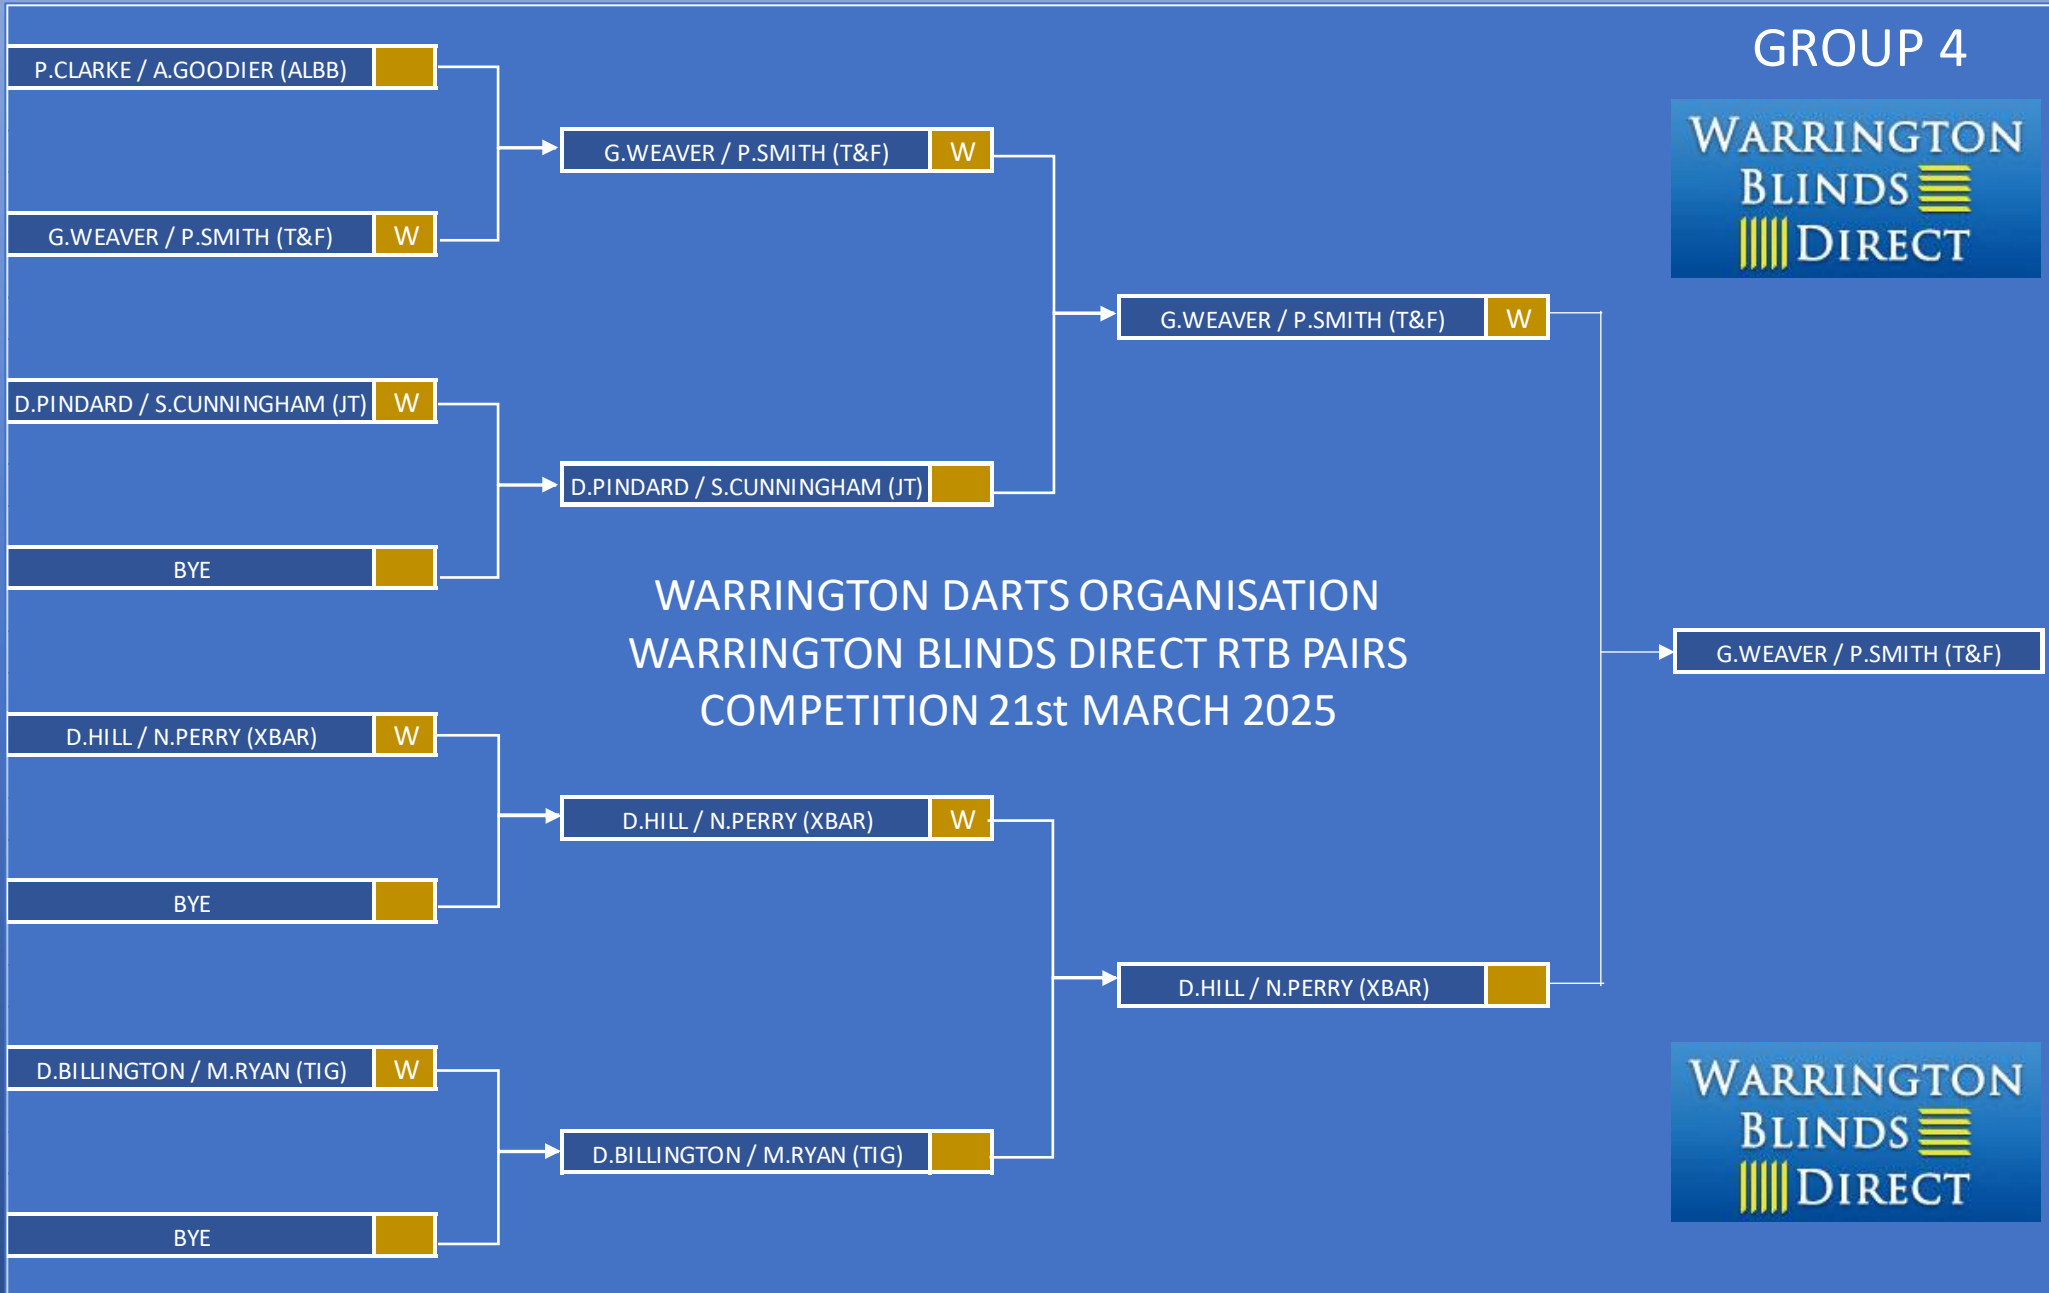 GROUP 4
WARRINGTON
BLINDS
DIRECT
P.CLARKE / A.GOODIER (ALBB)
G.WEAVER / P.SMITH (T&F) W
D.PINDARD / S.CUNNINGHAM (JT) W
BYE
D.HILL / N.PERRY (XBAR) W
BYE
D.BILLINGTON / M.RYAN (TIG) W
BYE
G.WEAVER / P.SMITH (T&F) W
D.PINDARD / S.CUNNINGHAM (JT)
D.HILL / N.PERRY (XBAR) W
D.BILLINGTON / M.RYAN (TIG)
WARRINGTON DARTS ORGANISATION
WARRINGTON BLINDS DIRECT RTB PAIRS
COMPETITION 21st MARCH 2025
G.WEAVER / P.SMITH (T&F) W
D.HILL / N.PERRY (XBAR)
G.WEAVER / P.SMITH (T&F)
WARRINGTON
BLINDS
DIRECT